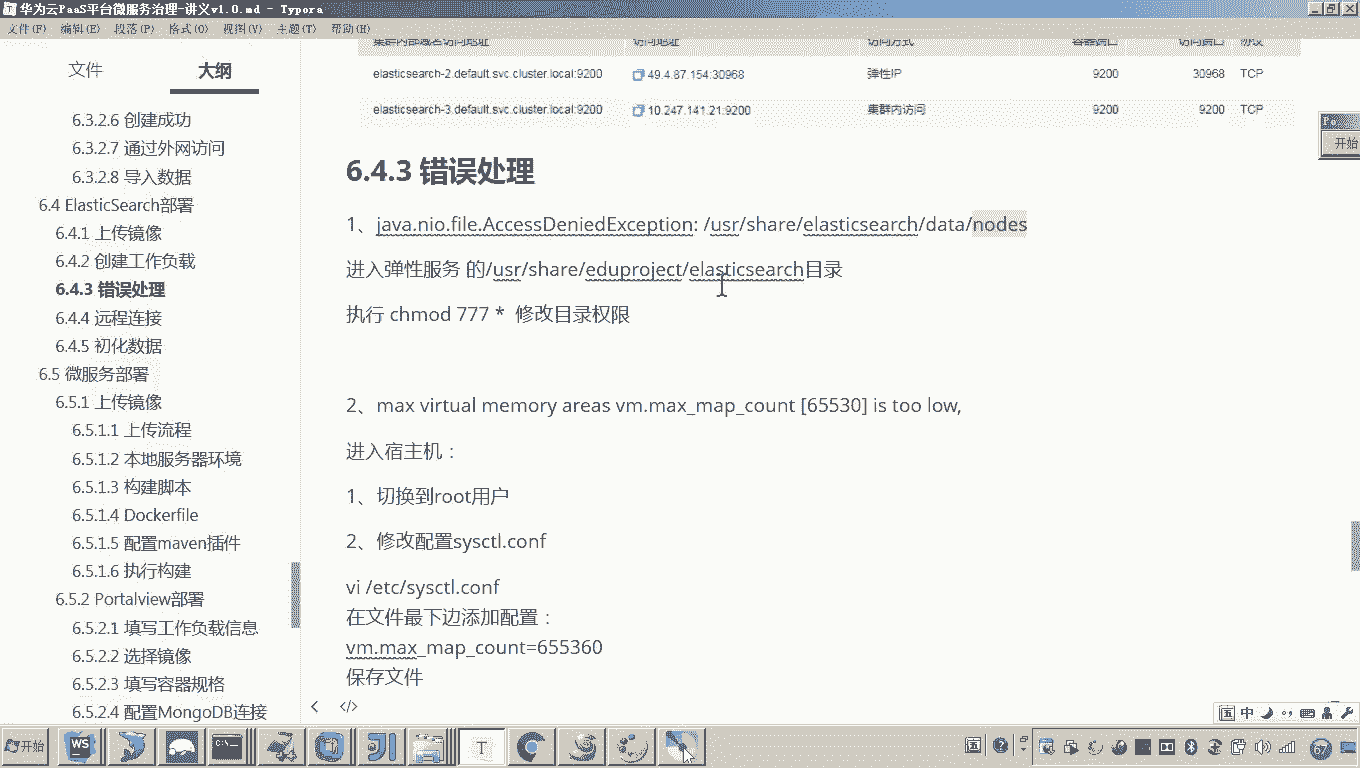 华为云PaaS平台微服务治理-讲义v1.0.md - Typora
文件(F) 编辑(E) 段落(P) 格式(O) 视图(V) 主题(T) 帮助(H)
文件 大纲
6.3.2.6 创建成功
6.3.2.7 通过外网访问
6.3.2.8 导入数据
6.4 ElasticSearch部署
6.4.1 上传镜像
6.4.2 创建工作负载
6.4.3 错误处理
6.4.4 远程连接
6.4.5 初化数据
6.5 微服务部署
6.5.1 上传镜像
6.5.1.1 上传流程
6.5.1.2 本地服务器环境
6.5.1.3 构建脚本
6.5.1.4 Dockerfile
6.5.1.5 配置maven插件
6.5.1.6 执行构建
6.5.2 Portalview部署
6.5.2.1 填写工作负载信息
6.5.2.2 选择镜像
6.5.2.3 填写容器规格
6.5.2.4 配置MongoDB连接
集群内部域名访问地址 访问地址 访问方式 容器端口 访问端口 协议
elasticsearch-2.default.svc.cluster.local:9200 49.4.87.154:30968 弹性IP 9200 30968 TCP
elasticsearch-3.default.svc.cluster.local:9200 10.247.141.21:9200 集群内访问 9200 9200 TCP
6.4.3 错误处理
1、java.nio.file.AccessDeniedException: /usr/share/elasticsearch/data/nodes
进入弹性服务 的/usr/share/eduproject/elasticsearch目录
执行 chmod 777 * 修改目录权限
2、max virtual memory areas vm.max_map_count [65530] is too low,
进入宿主机：
1、切换到root用户
2、修改配置sysctl.conf
vi /etc/sysctl.conf
在文件最下边添加配置：
vm.max_map_count=655360
保存文件
开始
开始
中
67